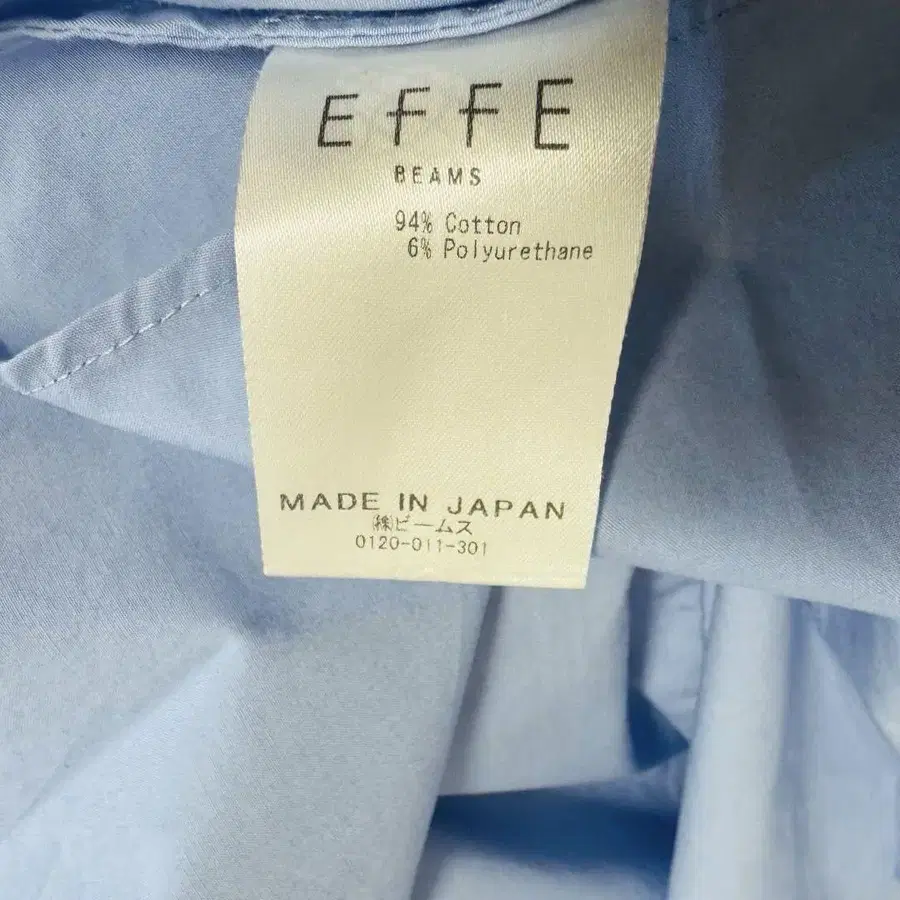 EFFE
BEAMS
94% Cotton
6% Polyurethane
MADE IN JAPAN
㈱ビームス
0120-011-301